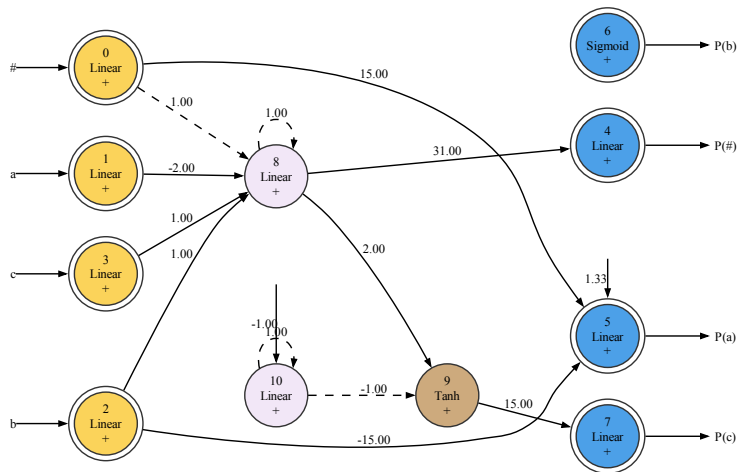 #
0
Linear
+
a
1
Linear
+
c
3
Linear
+
b
2
Linear
+
1.00
-2.00
1.00
1.00
15.00
1.00
8
Linear
+
31.00
2.00
-1.00
1.00
10
Linear
+
-1.00
9
Tanh
+
15.00
-15.00
6
Sigmoid
+
P(b)
4
Linear
+
P(#)
1.33
5
Linear
+
P(a)
7
Linear
+
P(c)